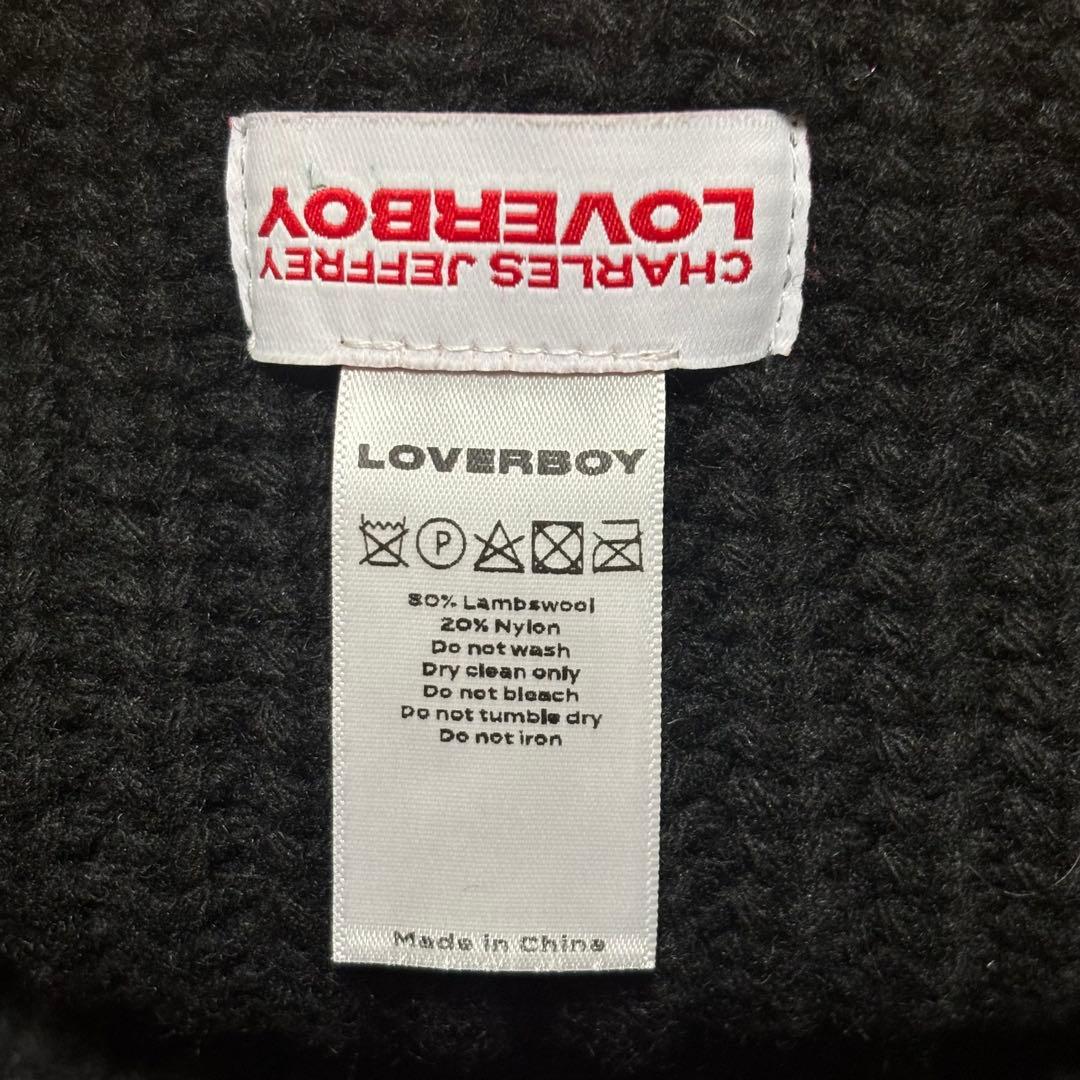 CHARLES JEFFREY
LOVERBOY
LOVERBOY
P
80% Lambswool
20% Nylon
Do not wash
Dry clean only
Do not bleach
Do not tumble dry
Do not iron
Made in China